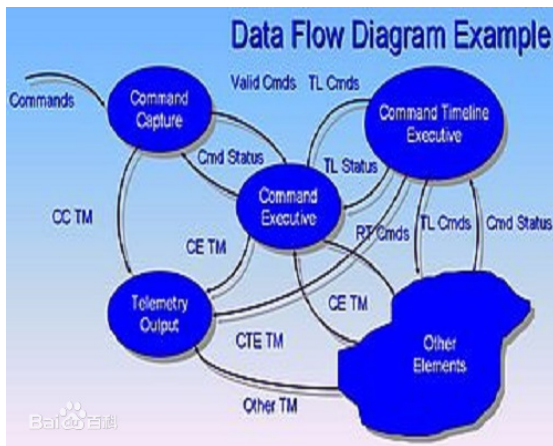 Data Flow Diagram Example
Commands
Command
Capture
Valid Cmds
TL Cmds
Command Timeline
Executive
Cmd Status
TL Status
Command
Executive
CC TM
CE TM
RT Cmds
TL Cmds
Cmd Status
Telemetry
Output
CE TM
CTE TM
Other
Elements
Other TM
Bai百科